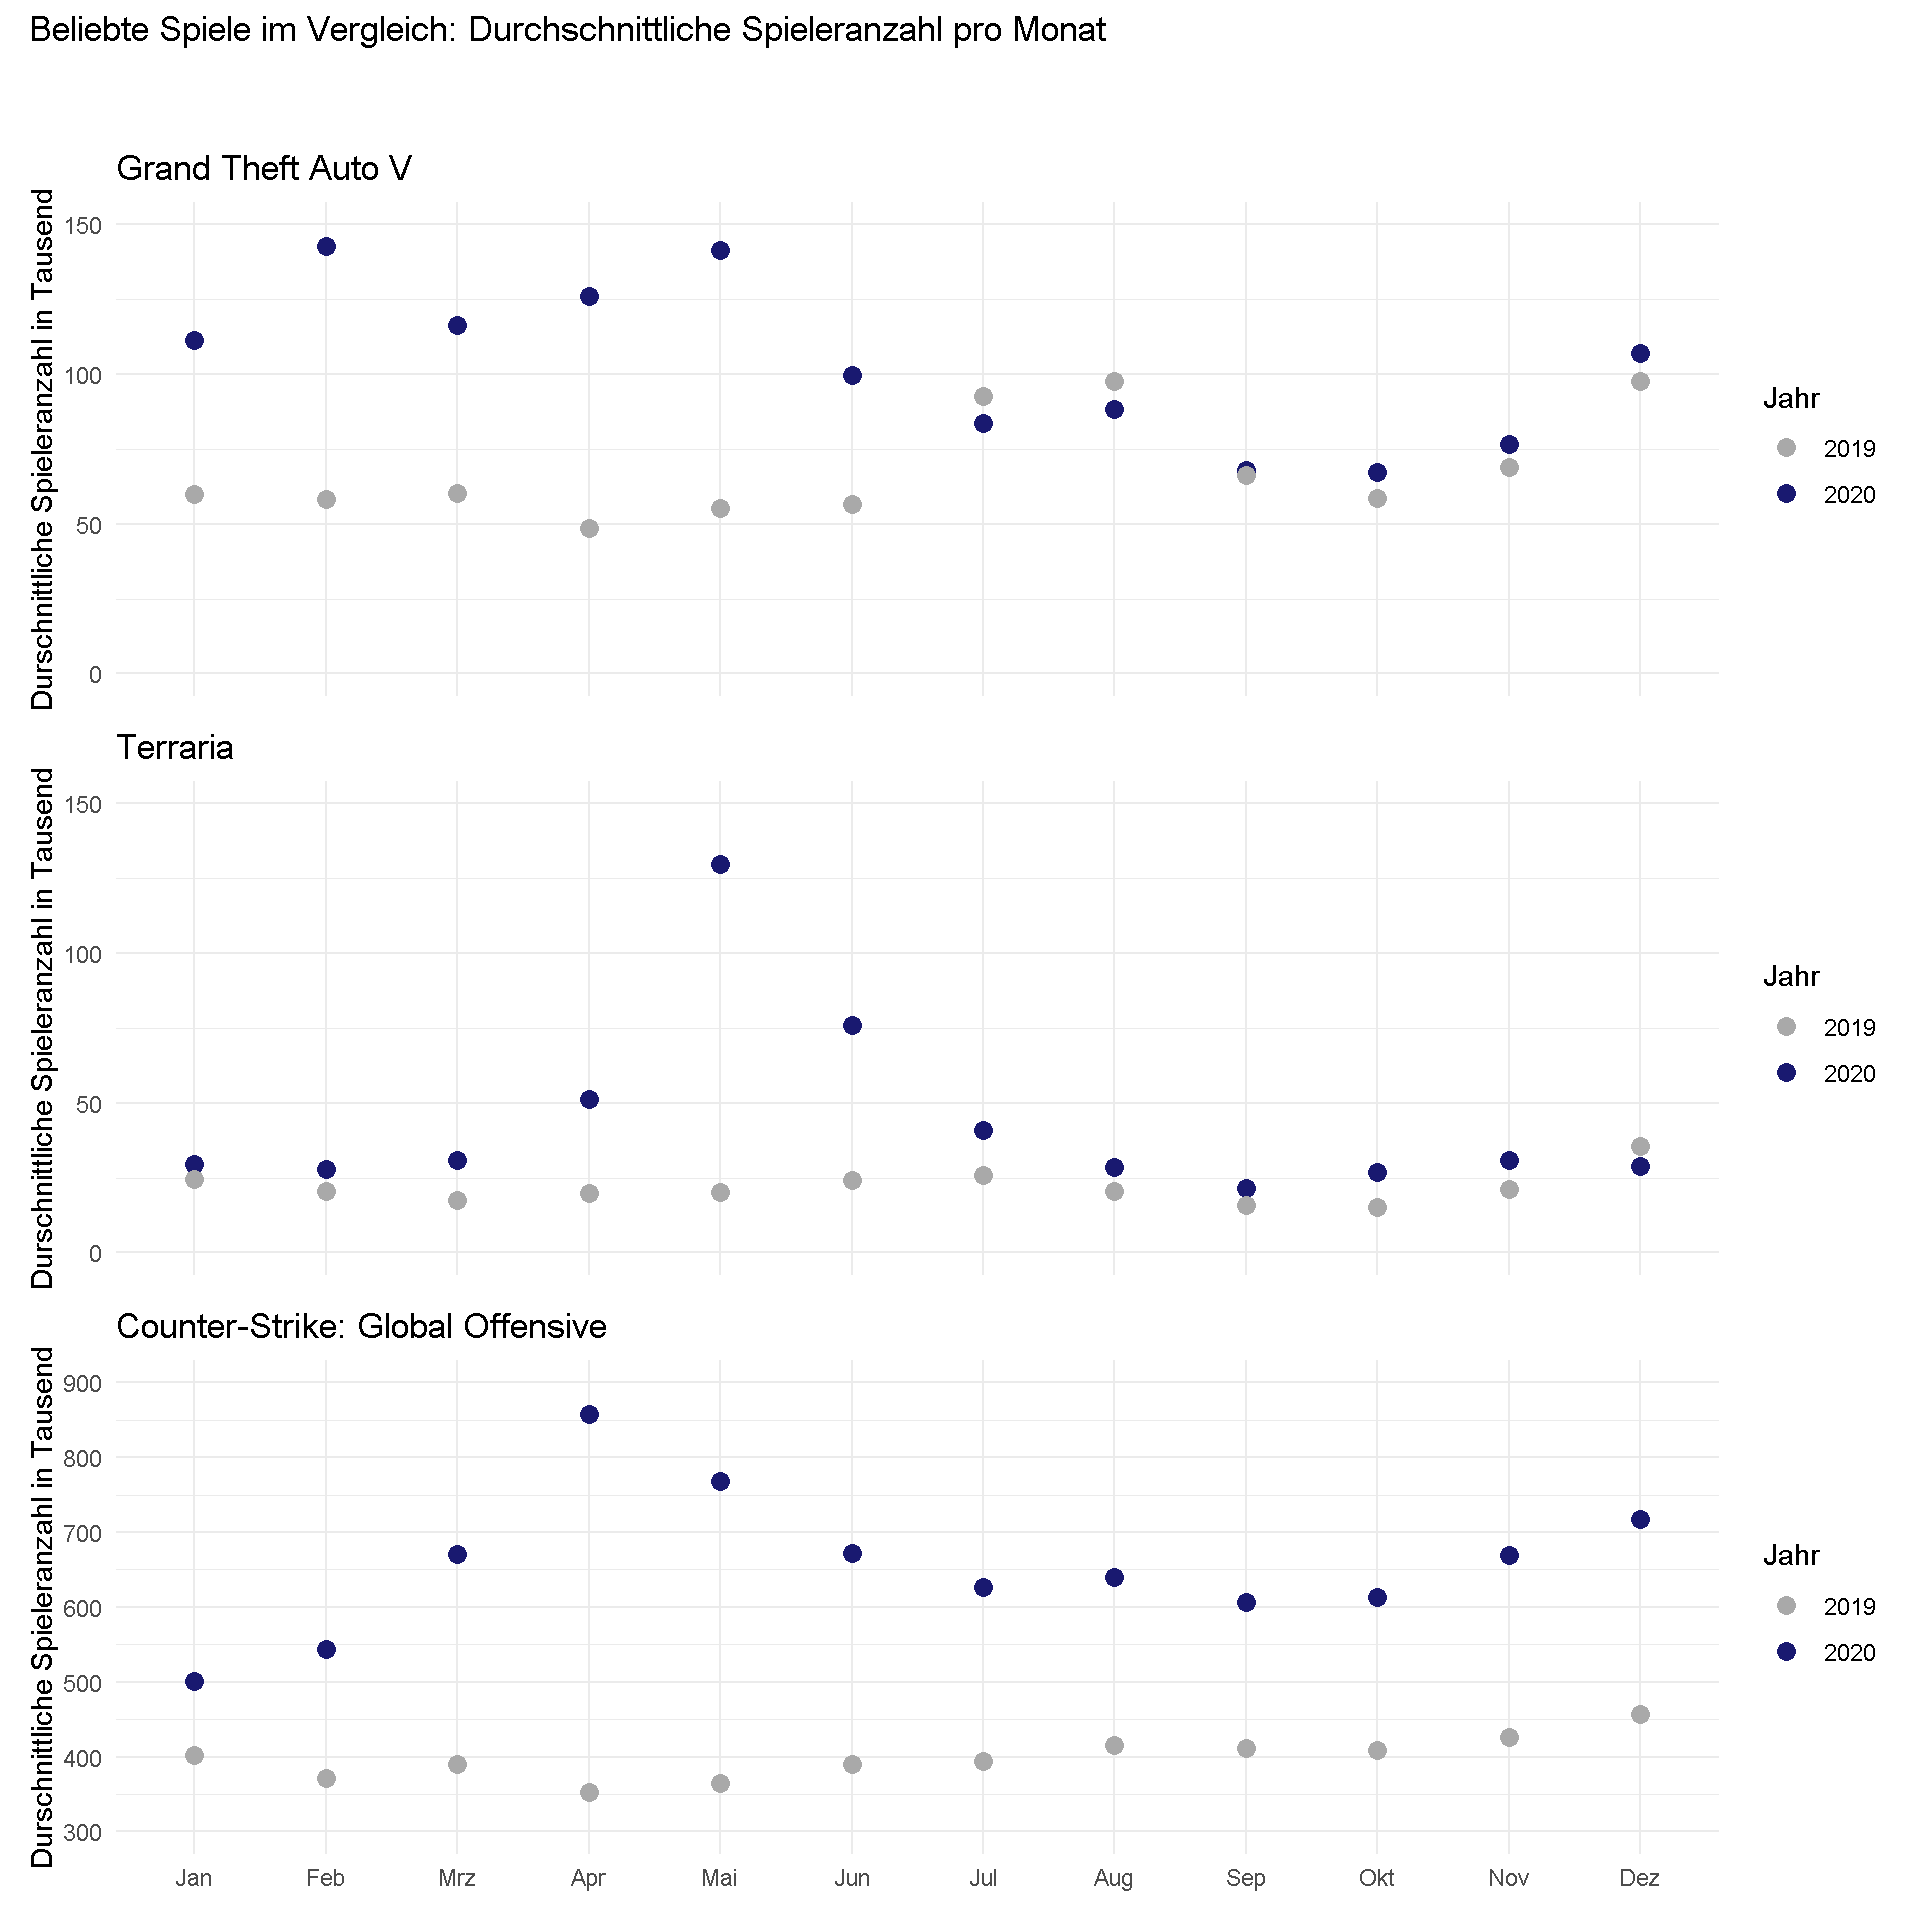 Beliebte Spiele im Vergleich: Durchschnittliche Spieleranzahl pro Monat
Grand Theft Auto V
Durschnittliche Spieleranzahl in Tausend
150
100
50
0
Jahr
2019
2020
Terraria
Durschnittliche Spieleranzahl in Tausend
150
100
50
0
Jahr
2019
2020
Counter-Strike: Global Offensive
Durschnittliche Spieleranzahl in Tausend
900
800
700
600
500
400
300
Jahr
2019
2020
Jan Feb Mrz Apr Mai Jun Jul Aug Sep Okt Nov Dez